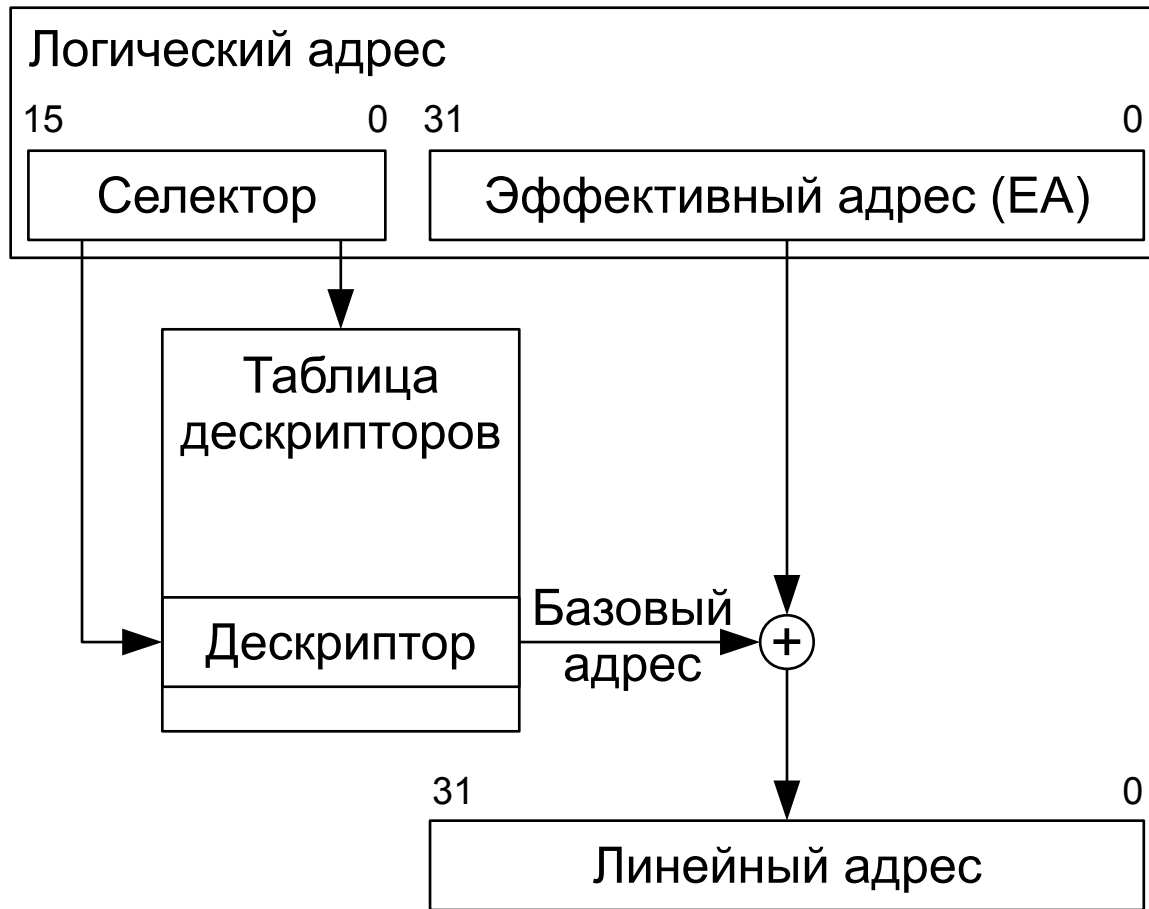 Логический адрес
15 0 31 0
Селектор Эффективный адрес (EA)
Таблица
дескрипторов
Базовый
Дескриптор
адрес
31 0
Линейный адрес